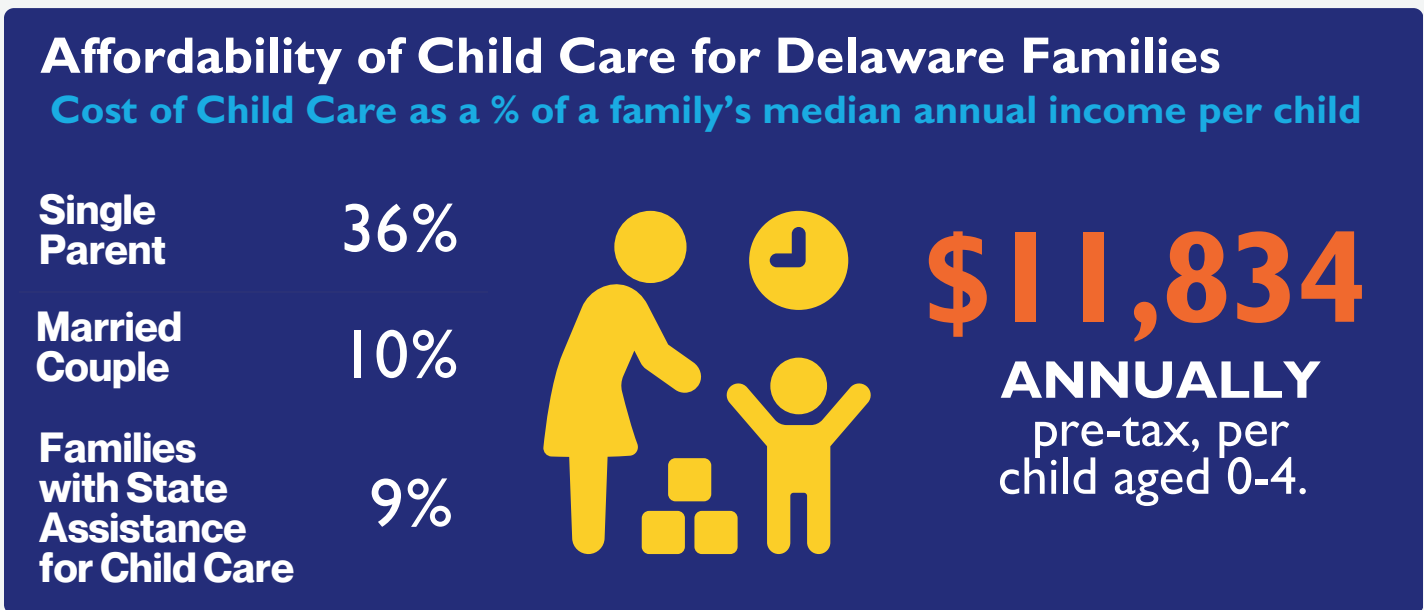 Affordability of Child Care for Delaware Families
Cost of Child Care as a % of a family’s median annual income per child
Single
Parent
36%
Married
Couple
10%
Families
with State
Assistance
for Child Care
9%
$11,834
ANNUALLY
pre-tax, per
child aged 0-4.